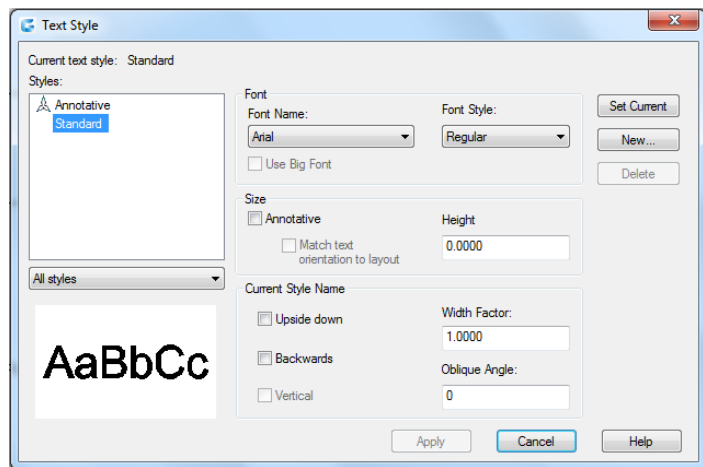 Text Style
Current text style: Standard
Styles:
Annotative
Standard
All styles
AaBbCc
Font
Font Name:
Arial
Font Style:
Regular
Use Big Font
Size
Annotative
Match text
orientation to layout
Height
0.0000
Current Style Name
Upside down
Backwards
Vertical
Width Factor:
1.0000
Oblique Angle:
0
Set Current
New...
Delete
Apply
Cancel
Help